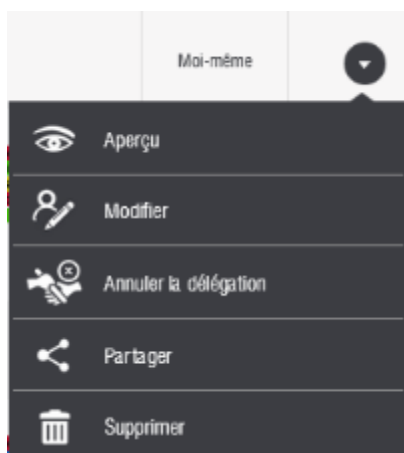 Moi-même
Aperçu
Modifier
Annuler la délégation
Partager
Supprimer